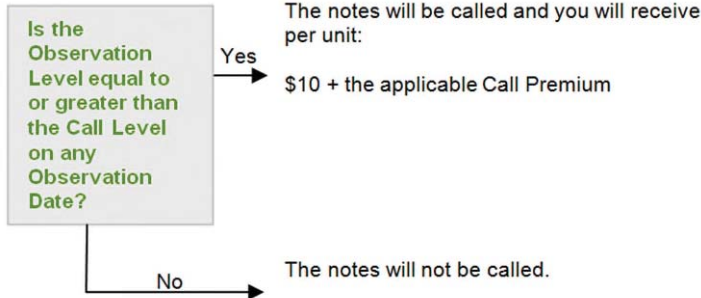 Is the
Observation
Level equal to
or greater than
the Call Level
on any
Observation
Date?
Yes
The notes will be called and you will receive
per unit:
$10 + the applicable Call Premium
No
The notes will not be called.